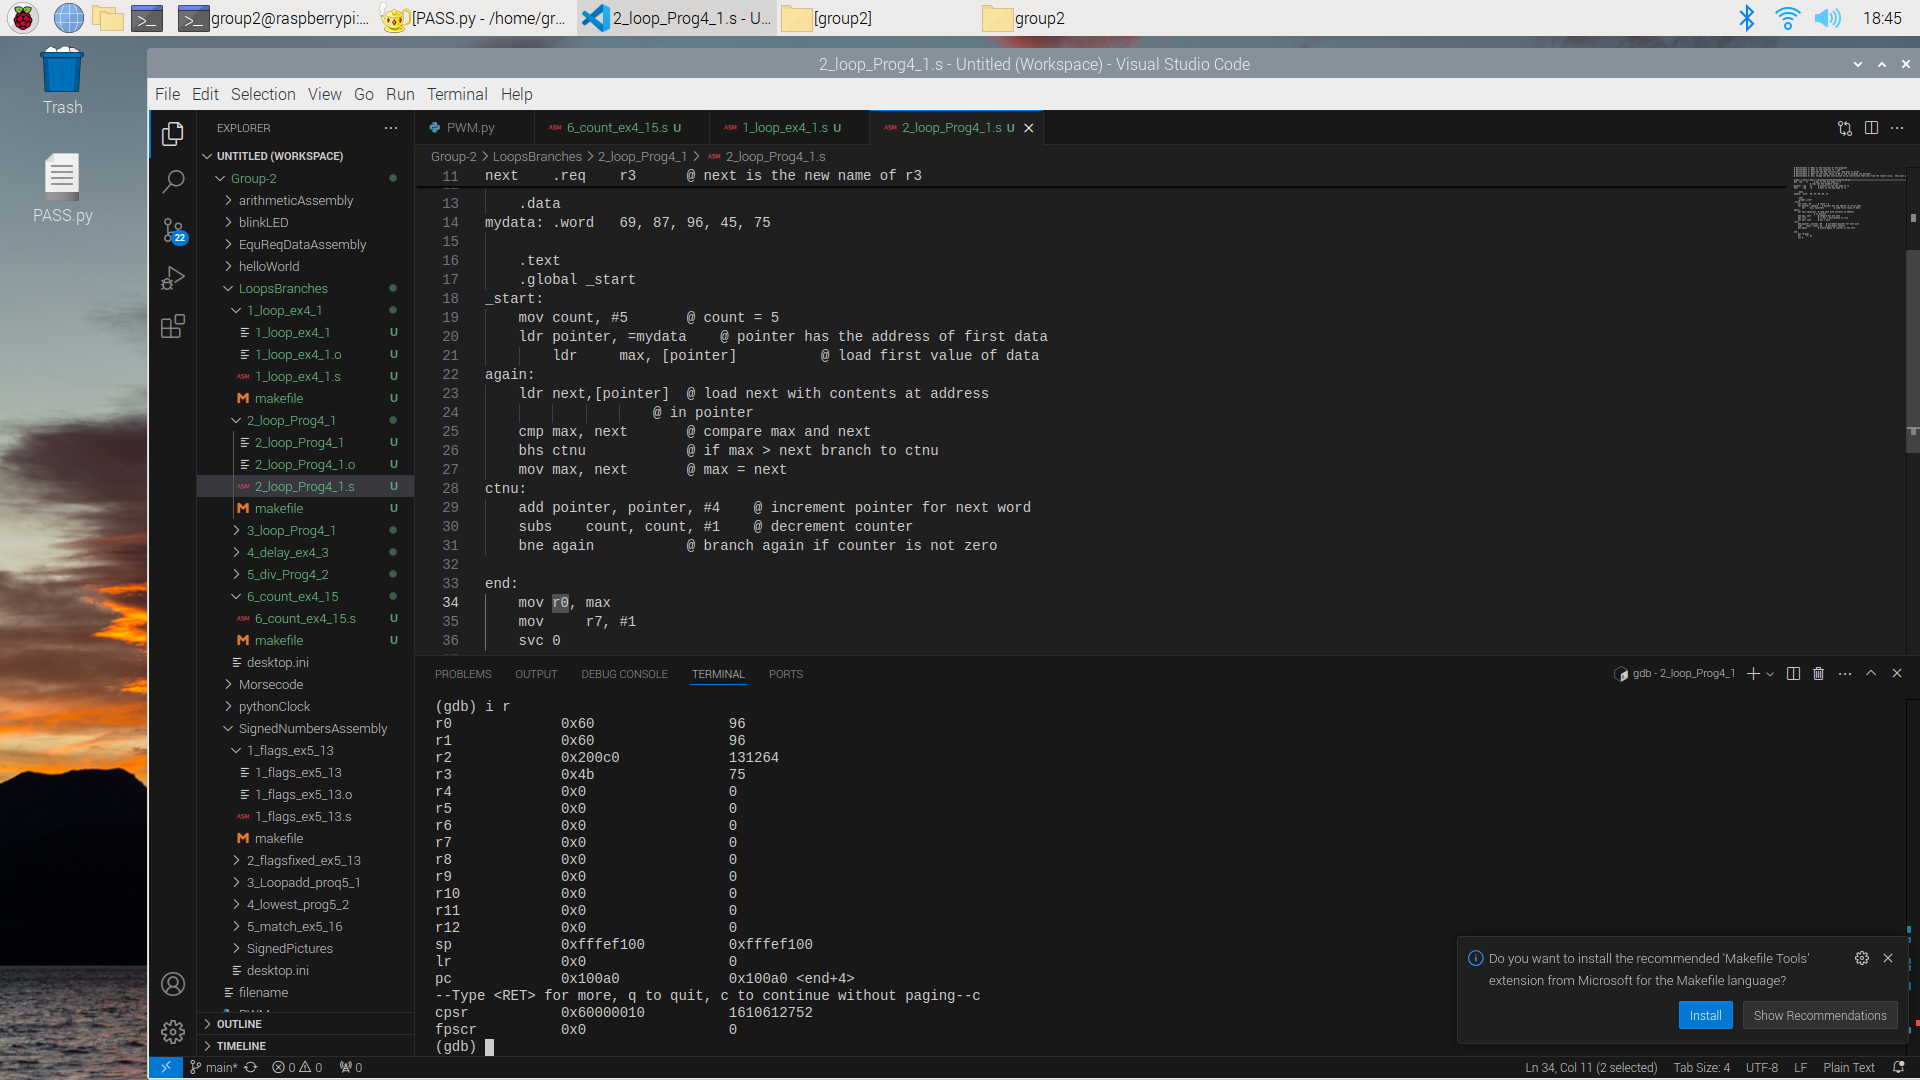 group2@raspberrypi:...
[PASS.py - /home/gr...
2_loop_Prog4_1.s - U...
[group2]
group2
18:45
Trash
PASS.py
2_loop_Prog4_1.s - Untitled (Workspace) - Visual Studio Code
File Edit Selection View Go Run Terminal Help
EXPLORER
UNTITLED (WORKSPACE)
Group-2
arithmeticAssembly
blinkLED
EquReqDataAssembly
helloWorld
LoopsBranches
1_loop_ex4_1
1_loop_ex4_1 U
1_loop_ex4_1.o U
ASM 1_loop_ex4_1.s U
M makefile U
2_loop_Prog4_1
2_loop_Prog4_1 U
2_loop_Prog4_1.o U
ASM 2_loop_Prog4_1.s U
M makefile U
3_loop_Prog4_1
4_delay_ex4_3
5_div_Prog4_2
6_count_ex4_15
ASM 6_count_ex4_15.s U
M makefile U
desktop.ini
Morsecode
pythonClock
SignedNumbersAssembly
1_flags_ex5_13
1_flags_ex5_13
1_flags_ex5_13.o
ASM 1_flags_ex5_13.s
M makefile
2_flagsfixed_ex5_13
3_Loopadd_proq5_1
4_lowest_prog5_2
5_match_ex5_16
SignedPictures
desktop.ini
filename
OUTLINE
TIMELINE
22
PWM.py
ASM 6_count_ex4_15.s U
ASM 1_loop_ex4_1.s U
ASM 2_loop_Prog4_1.s U
Group-2 > LoopsBranches > 2_loop_Prog4_1 > ASM 2_loop_Prog4_1.s
11 next .req r3 @ next is the new name of r3
13 .data
14 mydata: .word 69, 87, 96, 45, 75
15
16 .text
17 .global _start
18 _start:
19 mov count, #5 @ count = 5
20 ldr pointer, =mydata @ pointer has the address of first data
21 ldr max, [pointer] @ load first value of data
22 again:
23 ldr next,[pointer] @ load next with contents at address
24 @ in pointer
25 cmp max, next @ compare max and next
26 bhs ctnu @ if max > next branch to ctnu
27 mov max, next @ max = next
28 ctnu:
29 add pointer, pointer, #4 @ increment pointer for next word
30 subs count, count, #1 @ decrement counter
31 bne again @ branch again if counter is not zero
32
33 end:
34 mov r0, max
35 mov r7, #1
36 svc 0
PROBLEMS OUTPUT DEBUG CONSOLE TERMINAL PORTS
gdb - 2_loop_Prog4_1
(gdb) i r
r0 0x60 96
r1 0x60 96
r2 0x200c0 131264
r3 0x4b 75
r4 0x0 0
r5 0x0 0
r6 0x0 0
r7 0x0 0
r8 0x0 0
r9 0x0 0
r10 0x0 0
r11 0x0 0
r12 0x0 0
sp 0xfffef100 0xfffef100
lr 0x0 0
pc 0x100a0 0x100a0 <end+4>
--Type <RET> for more, q to quit, c to continue without paging--c
cpsr 0x60000010 1610612752
fpscr 0x0 0
(gdb)
Do you want to install the recommended 'Makefile Tools'
extension from Microsoft for the Makefile language?
Install
Show Recommendations
main* 0 0 0
Ln 34, Col 11 (2 selected) Tab Size: 4 UTF-8 LF Plain Text